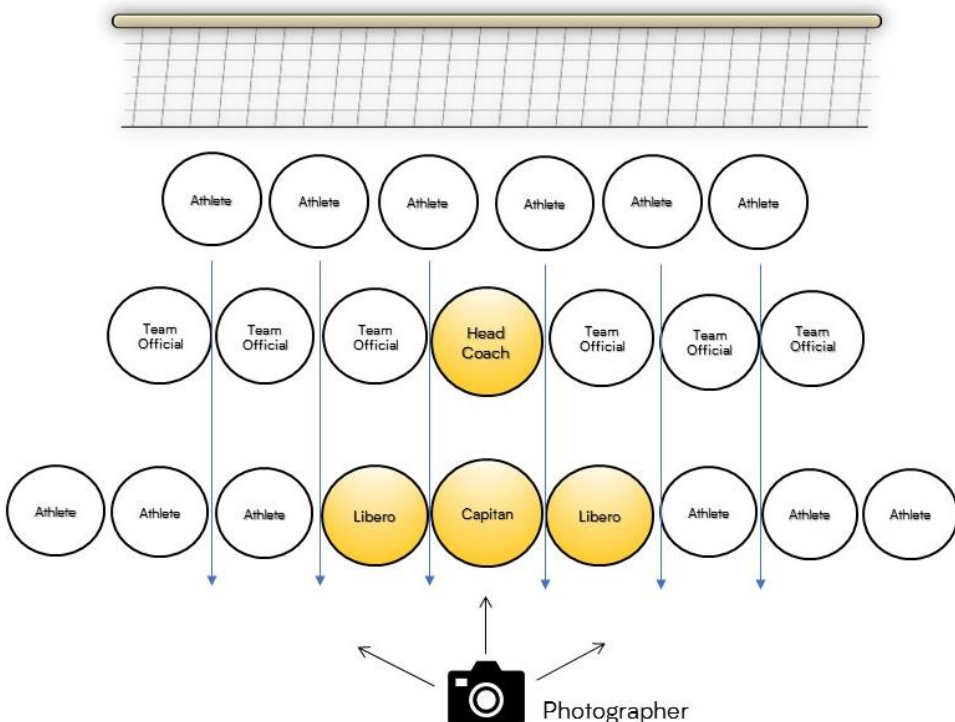 Athlete Athlete Athlete Athlete Athlete Athlete
Team Official
Team Official
Team Official
Head Coach
Team Official
Team Official
Team Official
Athlete Athlete Athlete Libero Capitan Libero Athlete Athlete Athlete
Photographer